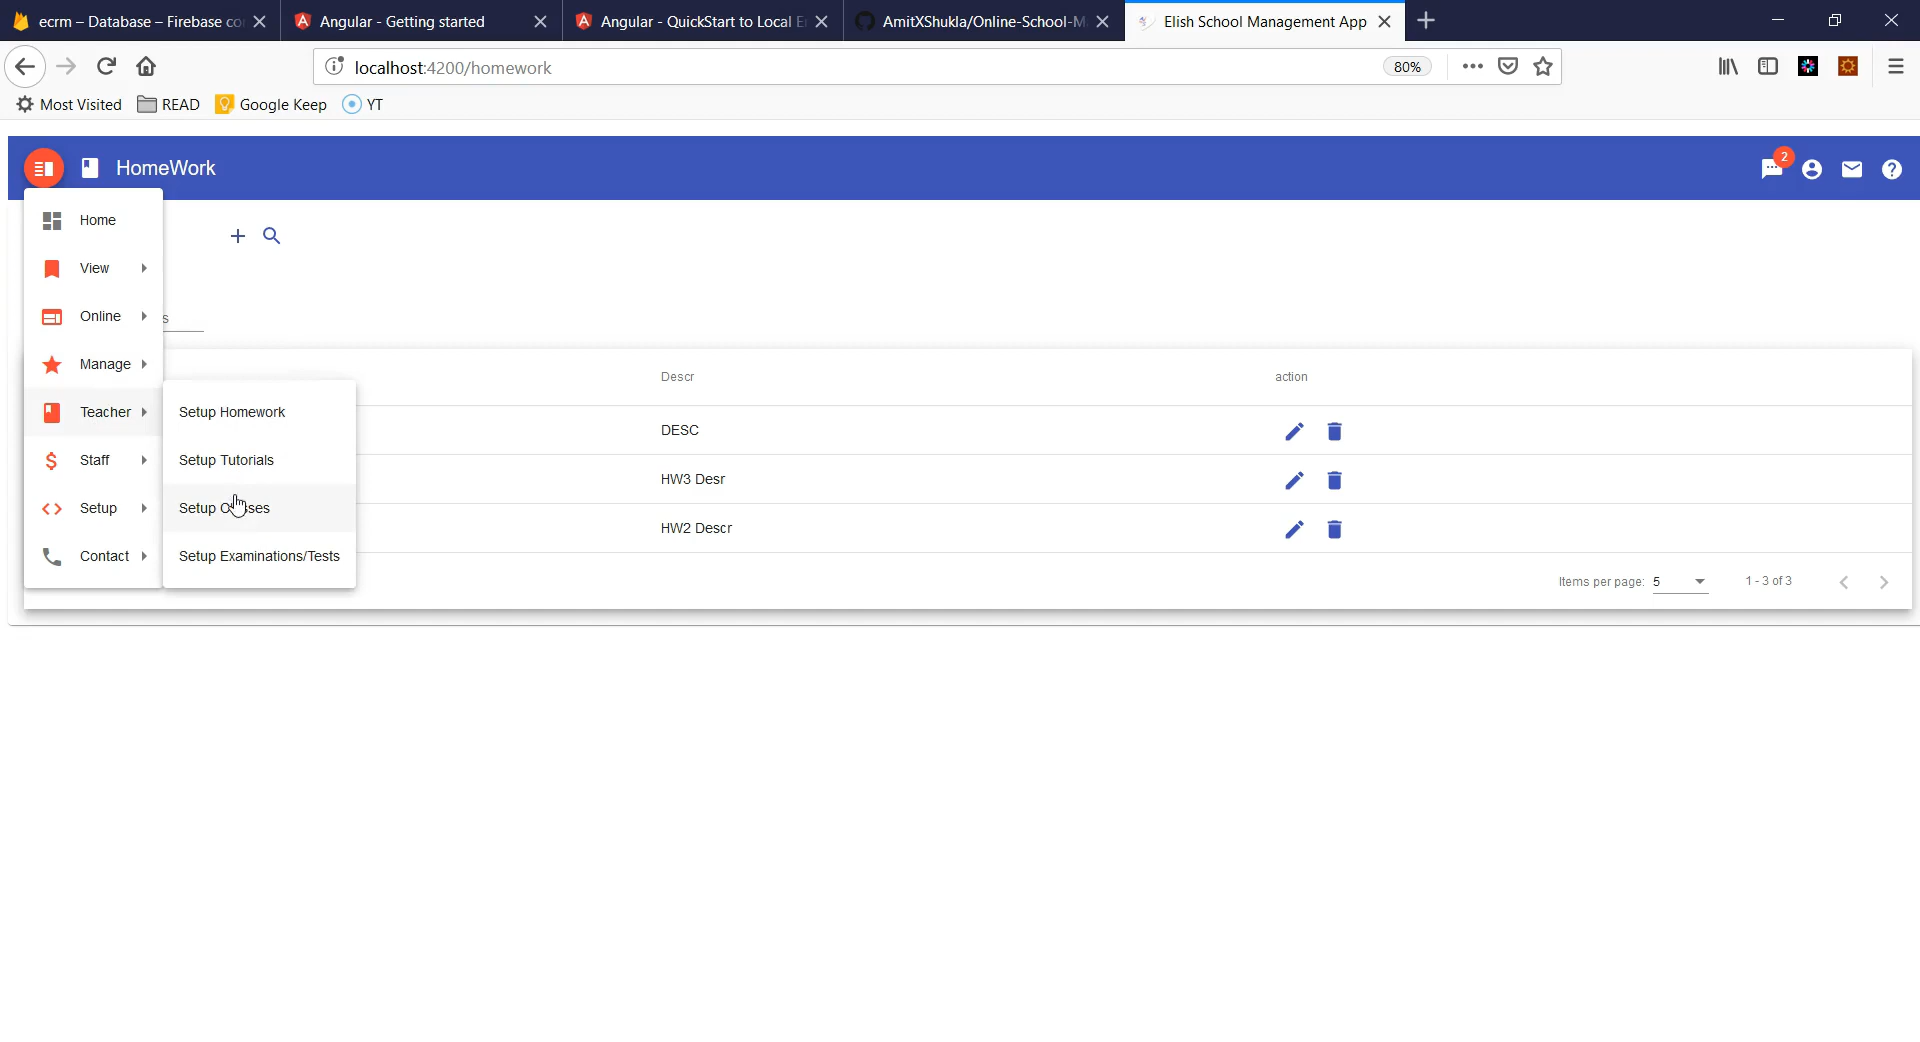 ecrm – Database – Firebase co
Angular - Getting started
Angular - QuickStart to Local E
AmitXShukla/Online-School-M
Elish School Management App
localhost:4200/homework
80%
Most Visited
READ
Google Keep
YT
HomeWork
2
Home
View
Online
s
Manage
Descr
action
Teacher
Setup Homework
DESC
Staff
Setup Tutorials
HW3 Desr
Setup
Setup
HW2 Descr
Contact
Setup Examinations/Tests
Items per page: 5
1 - 3 of 3